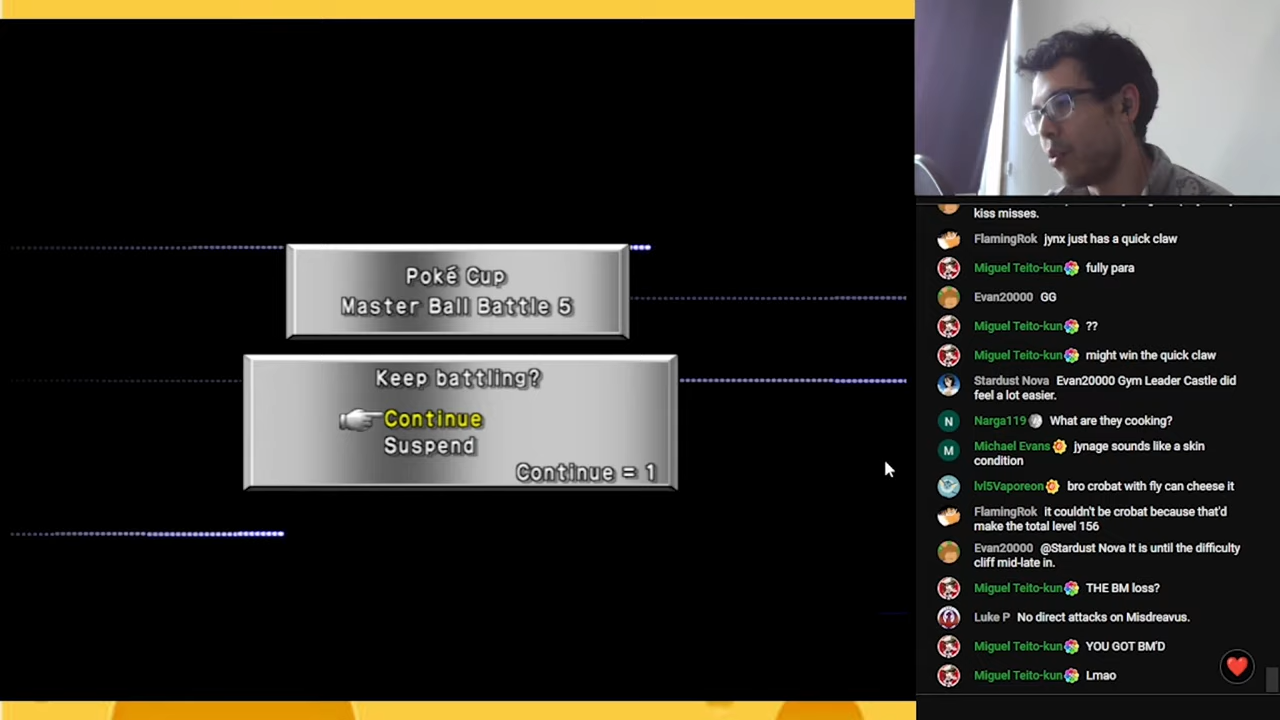 Poké Cup
Master Ball Battle 5
Keep battling?
Continue
Suspend
Continue = 1
kiss misses.
FlamingRok jynx just has a quick claw
Miguel Teito-kun fully para
Evan20000 GG
Miguel Teito-kun ??
Miguel Teito-kun might win the quick claw
Stardust Nova Evan20000 Gym Leader Castle did
feel a lot easier.
N
Narga119 What are they cooking?
M
Michael Evans jynage sounds like a skin
condition
lvl5Vaporeon bro crobat with fly can cheese it
FlamingRok it couldn't be crobat because that'd
make the total level 156
Evan20000 @Stardust Nova It is until the difficulty
cliff mid-late in.
Miguel Teito-kun THE BM loss?
Luke P No direct attacks on Misdreavus.
Miguel Teito-kun YOU GOT BM'D
Miguel Teito-kun Lmao